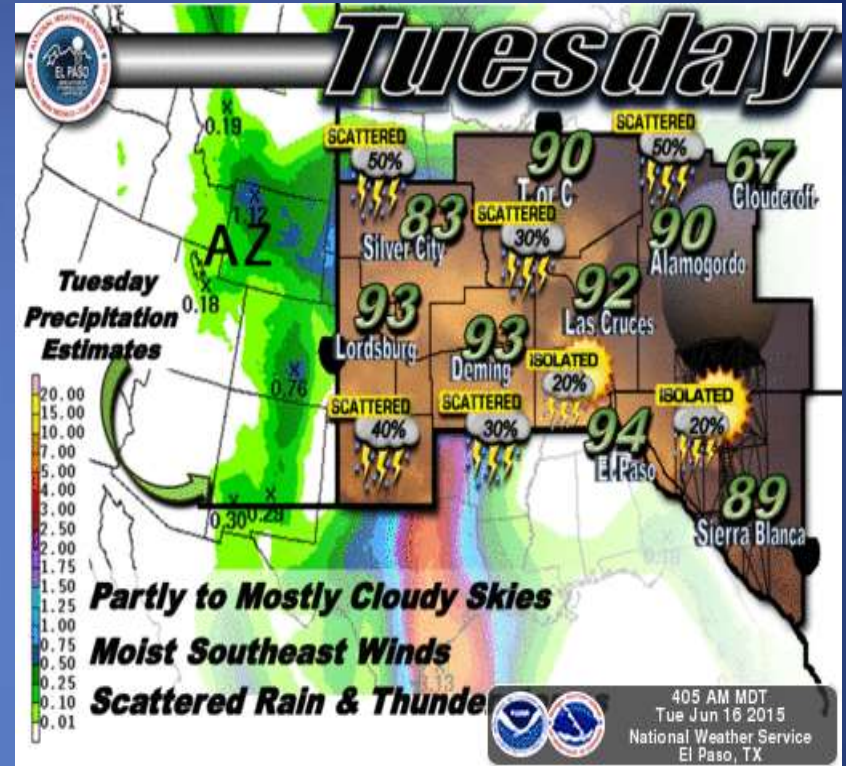 NATIONAL WEATHER SERVICE
EL PASO
Tuesday
0.19
SCATTERED
50%
90
T or C
SCATTERED
50%
67
Cloudcroft
1.12
AZ
83
Silver City
SCATTERED
30%
90
Alamogordo
0.18
Tuesday
Precipitation
Estimates
93
Lordsburg
93
Deming
92
Las Cruces
0.76
ISOLATED
20%
SCATTERED
40%
SCATTERED
30%
94
El Paso
ISOLATED
20%
89
Sierra Blanca
0.30
0.29
20.00
15.00
10.00
7.00
5.00
4.00
3.00
2.50
2.00
1.75
1.50
1.25
1.00
0.75
0.50
0.25
0.10
0.01
Partly to Mostly Cloudy Skies
Moist Southeast Winds
Scattered Rain & Thunde
405 AM MDT
Tue Jun 16 2015
National Weather Service
El Paso, TX